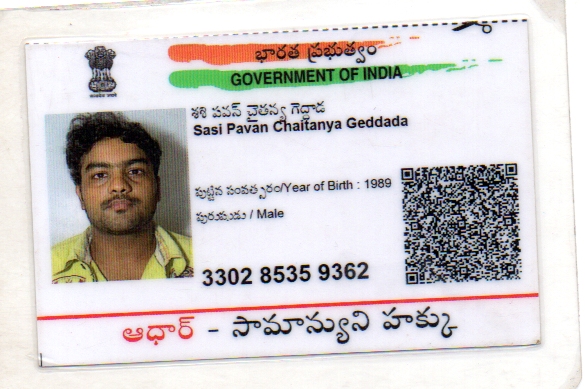 భారత ప్రభుత్వం
GOVERNMENT OF INDIA
శశి పవన్ చైతన్య గెద్దాడ
Sasi Pavan Chaitanya Geddada
పుట్టిన సంవత్సరం/Year of Birth : 1989
పురుషుడు / Male
3302 8535 9362
ఆధార్ – సామాన్యుని హక్కు